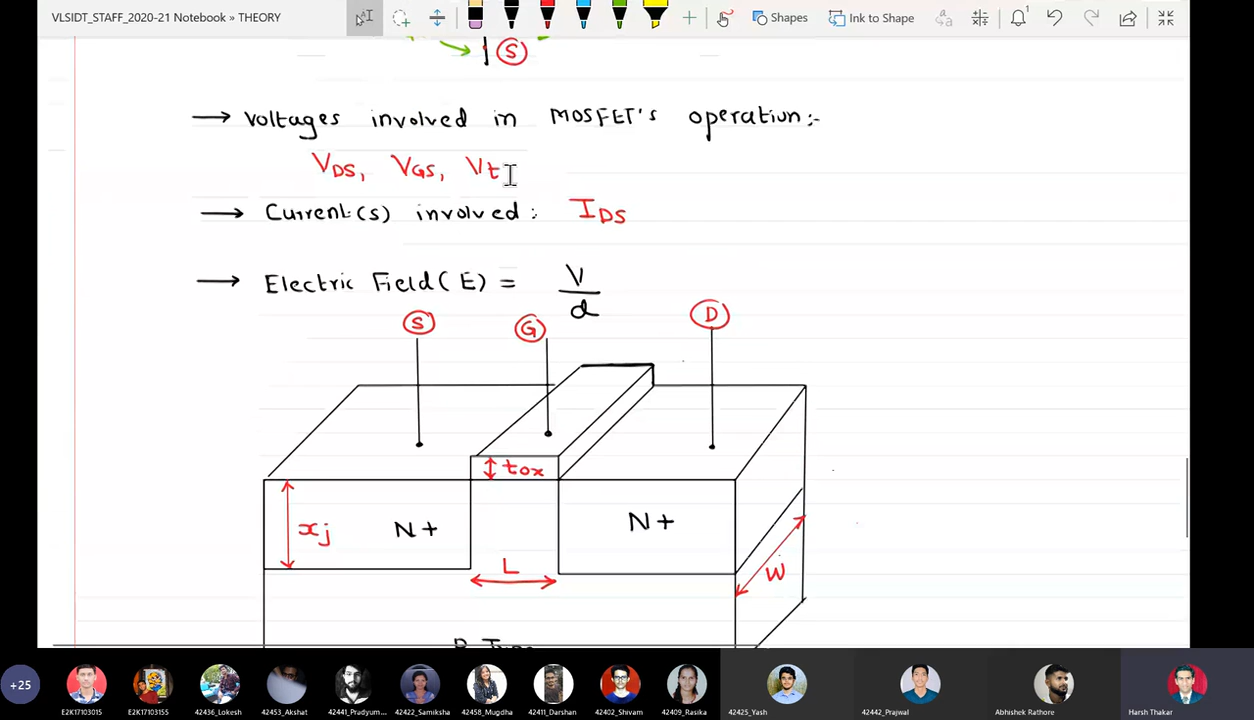 VLSIDT_STAFF_2020-21 Notebook » THEORY
Shapes
Ink to Shape
S
→ Voltages involved in MOSFET's operation:-
VDS, VGS, Vt
→ Current(s) involved: IDS
→ Electric Field(E) = V/d
S G D
tox
xj N+ N+
L
W
P-Type
+25
E2K17103015 E2K17103155 42436_Lokesh 42453_Akshat 42441_Pradyum... 42422_Samiksha 42458_Mugdha 42411_Darshan 42402_Shivam 42409_Rasika 42425_Yash 42442_Prajwal Abhishek Rathore Harsh Thakar